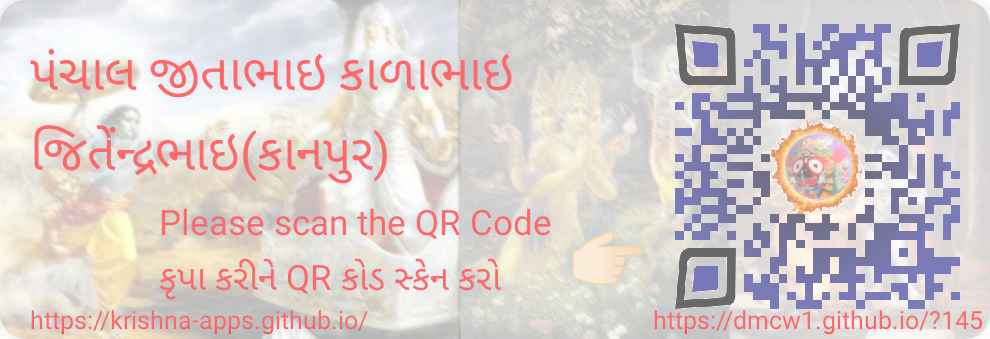 પંચાલ જીતાભાઇ કાળાભાઇ
જિતેંન્દ્રભાઇ(કાનપુર)
Please scan the QR Code
કૃપા કરીને QR કોડ સ્કેન કરો
https://krishna-apps.github.io/
https://dmcw1.github.io/?145